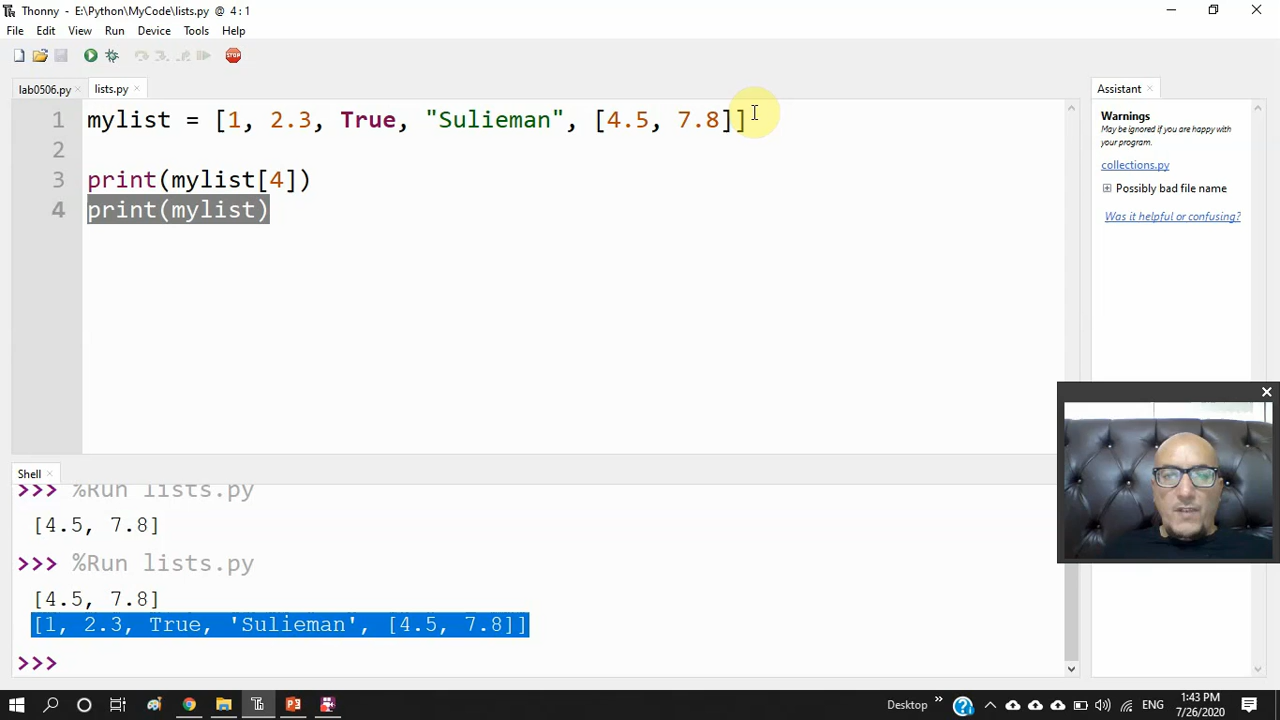 Thonny - E:\Python\MyCode\lists.py @ 4 : 1
File Edit View Run Device Tools Help
STOP
lab0506.py × lists.py ×
Assistant ×
1 mylist = [1, 2.3, True, "Sulieman", [4.5, 7.8]]
2
3 print(mylist[4])
4 print(mylist)
Warnings
May be ignored if you are happy with
your program.
collections.py
Possibly bad file name
Was it helpful or confusing?
Shell ×
>>> %Run lists.py
[4.5, 7.8]
>>> %Run lists.py
[4.5, 7.8]
[1, 2.3, True, 'Sulieman', [4.5, 7.8]]
>>>
Desktop » ENG 1:43 PM
7/26/2020